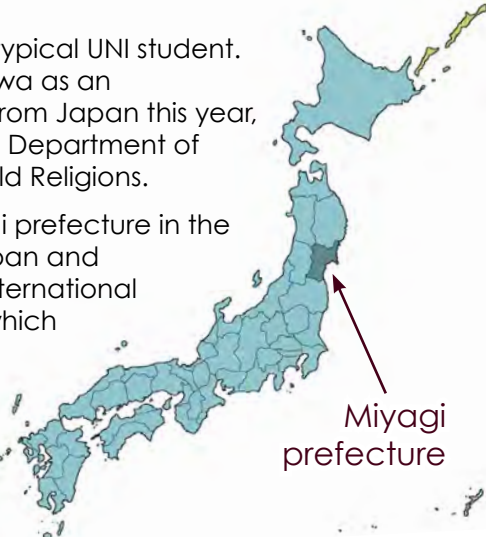 ypical UNI student.
wa as an
rom Japan this year,
Department of
ld Religions.
i prefecture in the
pan and
ternational
which
Miyagi
prefecture